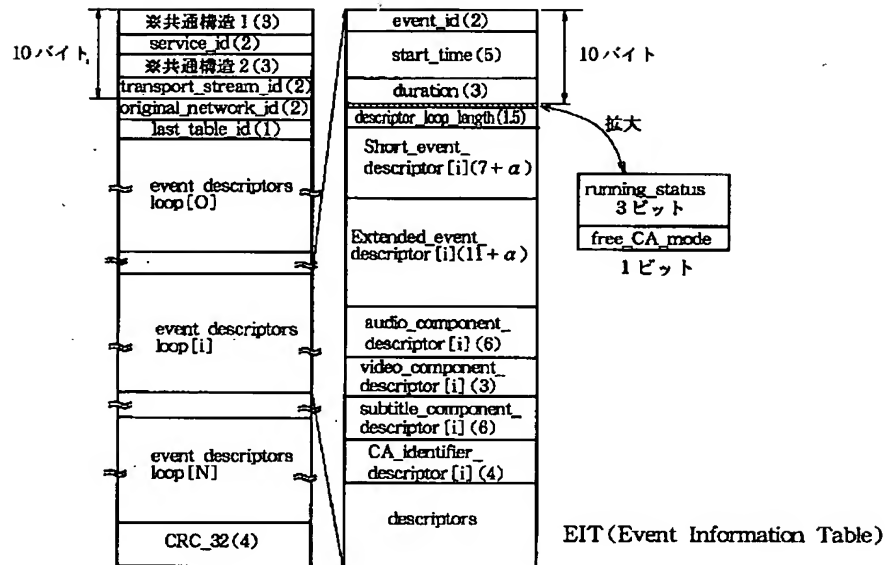 10バイト
※共通構造1(3)
service_id(2)
※共通構造2(3)
transport_stream_id(2)
original_network_id(2)
last_table_id(1)
event descriptors
loop[0]
event descriptors
loop[i]
event descriptors
loop[N]
CRC_32(4)
event_id(2)
start_time(5)
duration(3)
descriptor_loop_length(1.5)
Short_event_
descriptor[i](7+α)
Extended_event_
descriptor[i](11+α)
audio_component_
descriptor[i](6)
video_component_
descriptor[i](3)
subtitle_component_
descriptor[i](6)
CA_identifier_
descriptor[i](4)
descriptors
10バイト
拡大
running_status
3ビット
free_CA_mode
1ビット
EIT(Event Information Table)